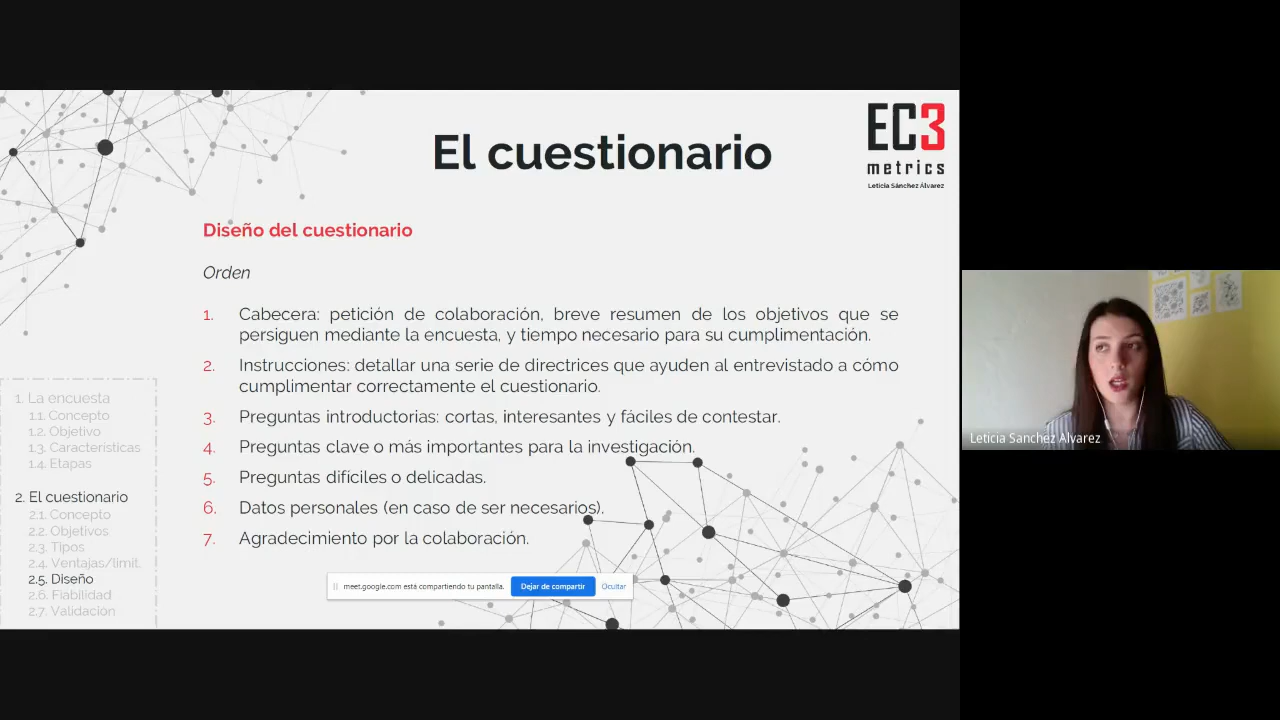 El cuestionario
EC3
metrics
Leticia Sánchez Álvarez
Diseño del cuestionario
Orden
1. Cabecera: petición de colaboración, breve resumen de los objetivos que se
persiguen mediante la encuesta, y tiempo necesario para su cumplimentación.
2. Instrucciones: detallar una serie de directrices que ayuden al entrevistado a cómo
cumplimentar correctamente el cuestionario.
3. Preguntas introductorias: cortas, interesantes y fáciles de contestar.
4. Preguntas clave o más importantes para la investigación.
5. Preguntas difíciles o delicadas.
6. Datos personales (en caso de ser necesarios).
7. Agradecimiento por la colaboración.
1. La encuesta
1.1. Concepto
1.2. Objetivo
1.3. Características
1.4. Etapas
2. El cuestionario
2.1. Concepto
2.2. Objetivos
2.3. Tipos
2.4. Ventajas/limit.
2.5. Diseño
2.6. Fiabilidad
2.7. Validación
meet.google.com está compartiendo tu pantalla.
Dejar de compartir
Ocultar
Leticia Sanchez Alvarez